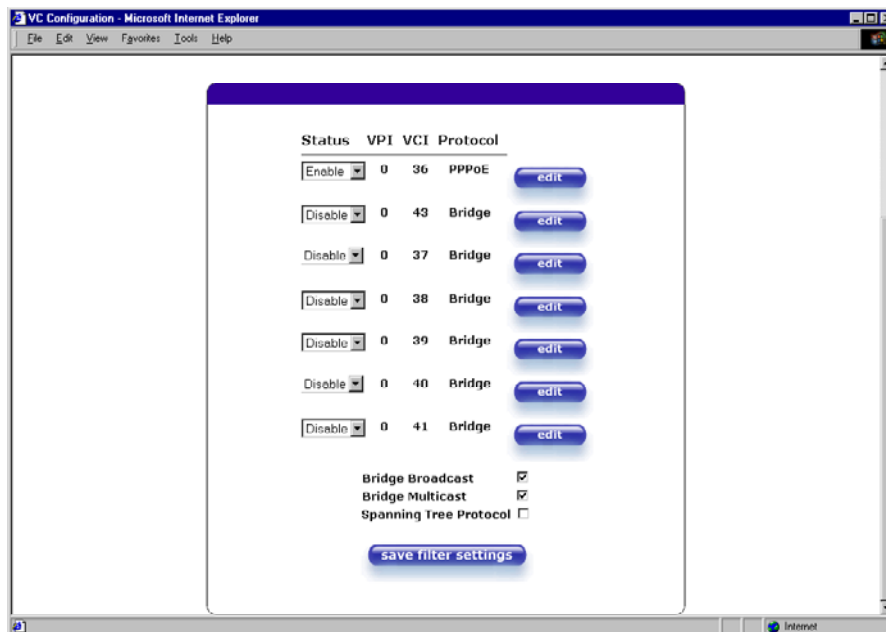 VC Configuration - Microsoft Internet Explorer
File Edit View Favorites Tools Help
Status VPI VCI Protocol
Enable 0 36 PPPoE edit
Disable 0 43 Bridge edit
Disable 0 37 Bridge edit
Disable 0 38 Bridge edit
Disable 0 39 Bridge edit
Disable 0 40 Bridge edit
Disable 0 41 Bridge edit
Bridge Broadcast
Bridge Multicast
Spanning Tree Protocol
save filter settings
Internet